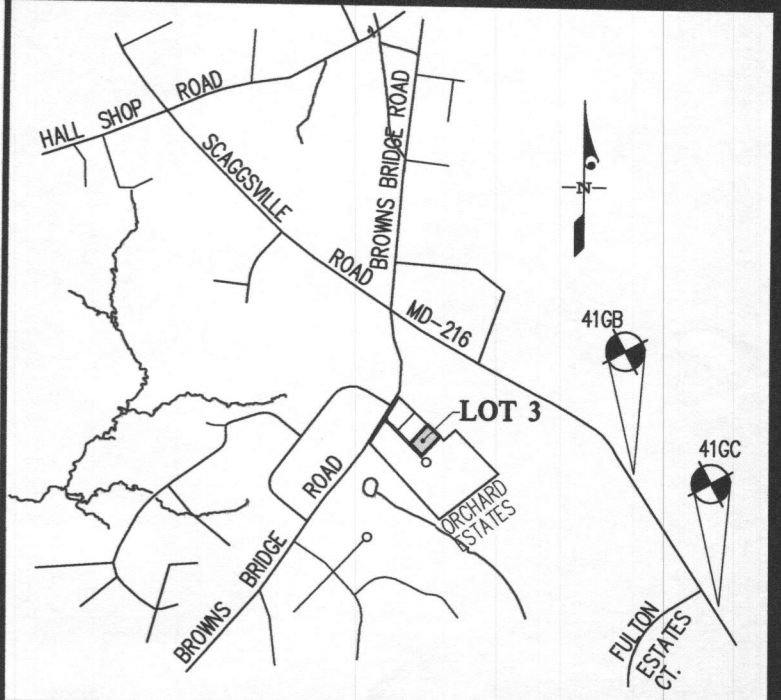 HALL SHOP ROAD
SCAGGSVILLE ROAD
BROWNS BRIDGE ROAD
N
MD-216
41GB
LOT 3
41GC
ORCHARD
ESTATES
BROWNS BRIDGE ROAD
FULTON
ESTATES
CT.